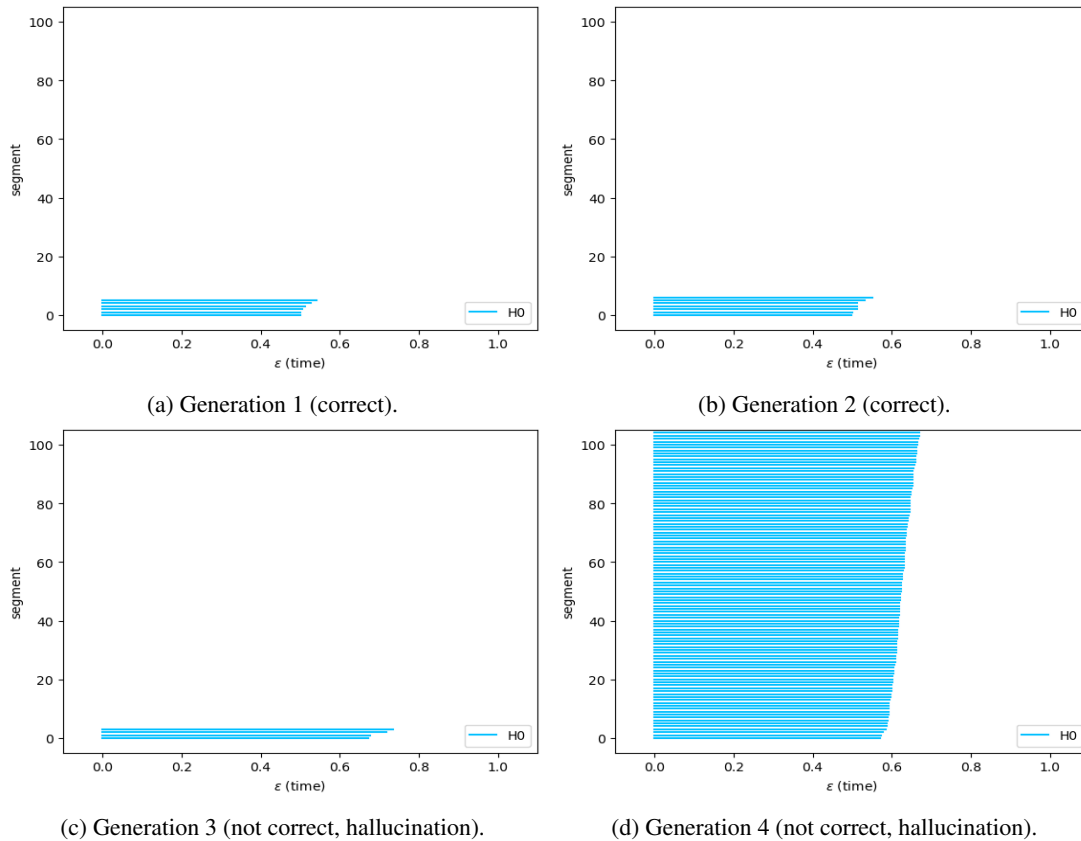 100
80
60
40
20
0
segment
H0
0.0 0.2 0.4 0.6 0.8 1.0
ε (time)
(a) Generation 1 (correct).
100
80
60
40
20
0
segment
H0
0.0 0.2 0.4 0.6 0.8 1.0
ε (time)
(b) Generation 2 (correct).
100
80
60
40
20
0
segment
H0
0.0 0.2 0.4 0.6 0.8 1.0
ε (time)
(c) Generation 3 (not correct, hallucination).
100
80
60
40
20
0
segment
H0
0.0 0.2 0.4 0.6 0.8 1.0
ε (time)
(d) Generation 4 (not correct, hallucination).